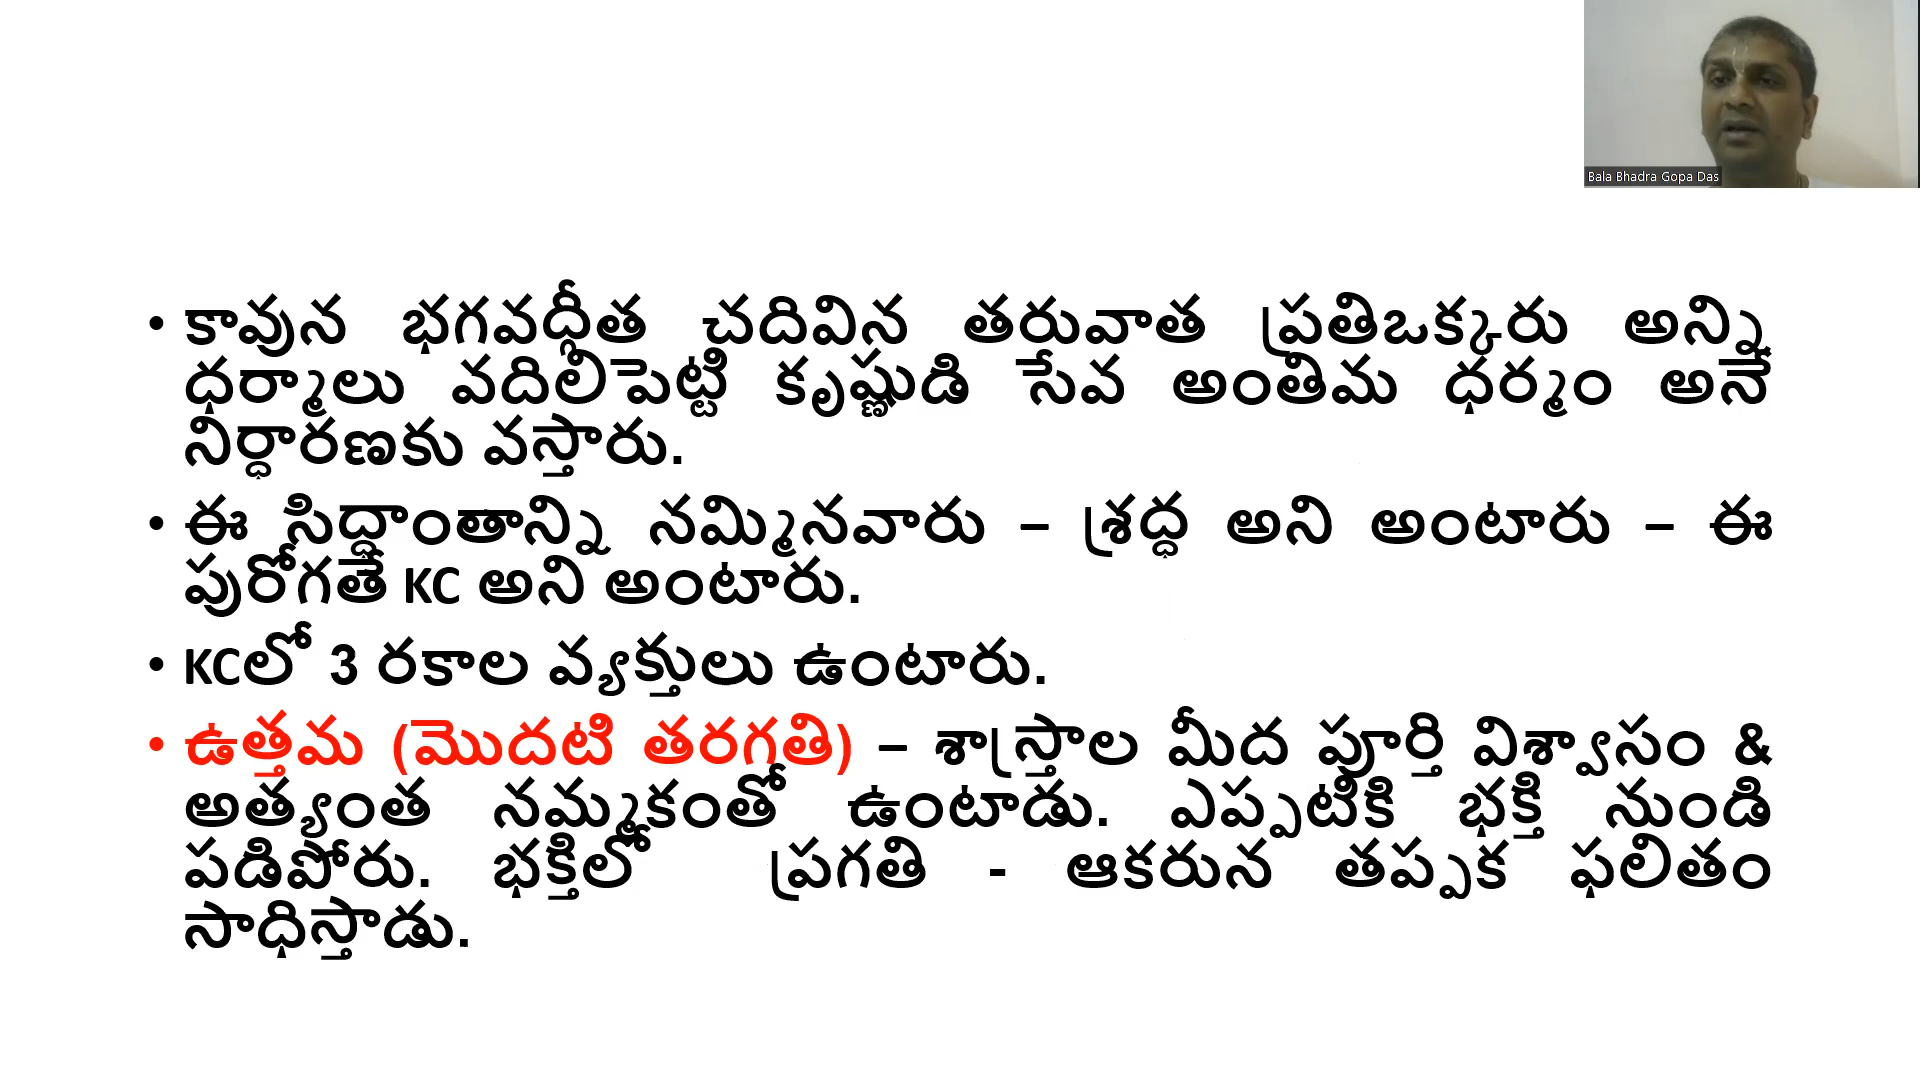 Bala Bhadra Gopa Das
• కావున భగవద్గీత చదివిన తరువాత ప్రతిఒక్కరు అన్ని
ధర్మాలు వదిలిపెట్టి కృష్ణుడి సేవ అంతిమ ధర్మం అనే
నిర్ధారణకు వస్తారు.
• ఈ సిద్ధాంతాన్ని నమ్మినవారు – శ్రద్ధ అని అంటారు – ఈ
పురోగతే KC అని అంటారు.
• KCలో 3 రకాల వ్యక్తులు ఉంటారు.
• ఉత్తమ (మొదటి తరగతి) – శాస్త్రాల మీద పూర్తి విశ్వాసం &
అత్యంత నమ్మకంతో ఉంటాడు. ఎప్పటికి భక్తి నుండి
పడిపోరు. భక్తిలో ప్రగతి - ఆకరున తప్పక ఫలితం
సాధిస్తాడు.